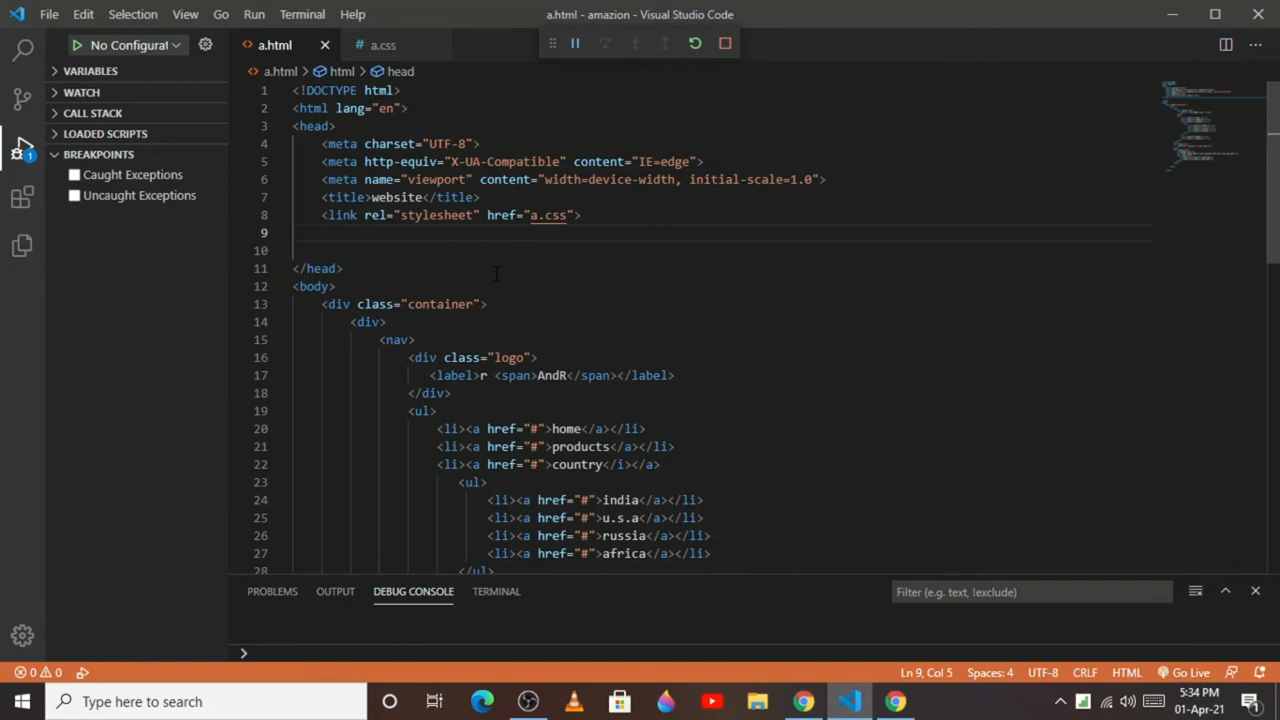 File Edit Selection View Go Run Terminal Help
a.html - amazion - Visual Studio Code
No Configurat
a.html
# a.css
VARIABLES
WATCH
CALL STACK
LOADED SCRIPTS
BREAKPOINTS
Caught Exceptions
Uncaught Exceptions
1
a.html > html > head
1 <!DOCTYPE html>
2 <html lang="en">
3 <head>
4 <meta charset="UTF-8">
5 <meta http-equiv="X-UA-Compatible" content="IE=edge">
6 <meta name="viewport" content="width=device-width, initial-scale=1.0">
7 <title>website</title>
8 <link rel="stylesheet" href="a.css">
9
10
11 </head>
12 <body>
13 <div class="container">
14 <div>
15 <nav>
16 <div class="logo">
17 <label>r <span>AndR</span></label>
18 </div>
19 <ul>
20 <li><a href="#">home</a></li>
21 <li><a href="#">products</a></li>
22 <li><a href="#">country</i></a>
23 <ul>
24 <li><a href="#">india</a></li>
25 <li><a href="#">u.s.a</a></li>
26 <li><a href="#">russia</a></li>
27 <li><a href="#">africa</a></li>
28 </ul>
PROBLEMS OUTPUT DEBUG CONSOLE TERMINAL
Filter (e.g. text, !exclude)
0 0
Ln 9, Col 5 Spaces: 4 UTF-8 CRLF HTML Go Live
Type here to search
5:34 PM
01-Apr-21
1